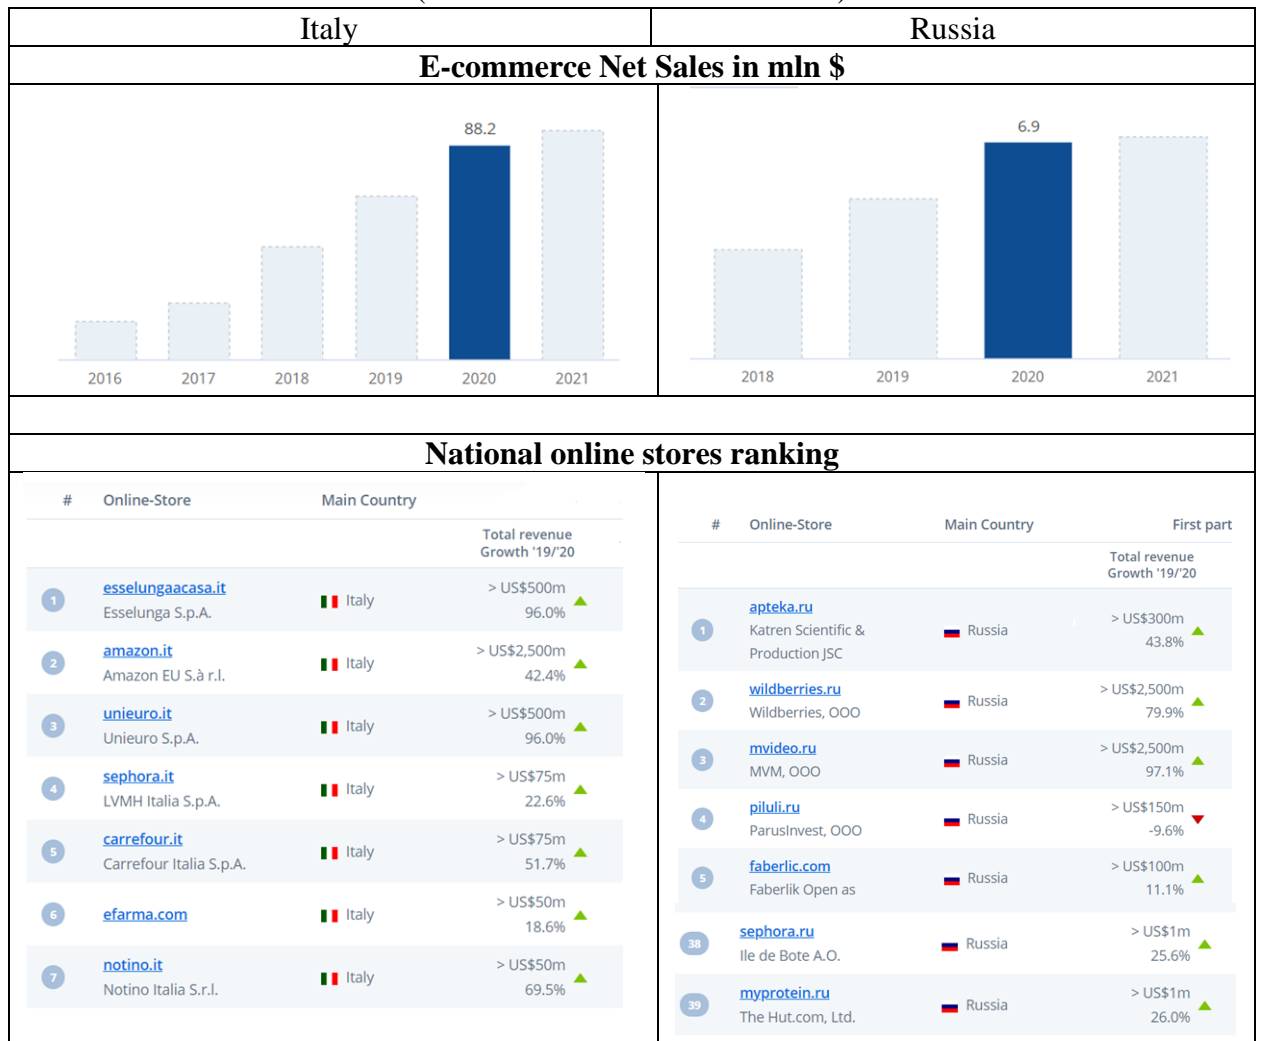 Italy
Russia
E-commerce Net Sales in mln $
88.2
2016 2017 2018 2019 2020 2021
6.9
2018 2019 2020 2021
National online stores ranking
# Online-Store Main Country
Total revenue
Growth '19/'20
1 esselungaacasa.it Italy > US$500m
Esselunga S.p.A. 96.0%
2 amazon.it Italy > US$2,500m
Amazon EU S.à r.l. 42.4%
3 unieuro.it Italy > US$500m
Unieuro S.p.A. 96.0%
4 sephora.it Italy > US$75m
LVMH Italia S.p.A. 22.6%
5 carrefour.it Italy > US$75m
Carrefour Italia S.p.A. 51.7%
6 efarma.com Italy > US$50m
18.6%
7 notino.it Italy > US$50m
Notino Italia S.r.l. 69.5%
# Online-Store Main Country First part
Total revenue
Growth '19/'20
1 apteka.ru Russia > US$300m
Katren Scientific & 43.8%
Production JSC
2 wildberries.ru Russia > US$2,500m
Wildberries, OOO 79.9%
3 mvideo.ru Russia > US$2,500m
MVM, OOO 97.1%
4 piluli.ru Russia > US$150m
ParusInvest, OOO -9.6%
5 faberlic.com Russia > US$100m
Faberlik Open as 11.1%
38 sephora.ru Russia > US$1m
Ile de Bote A.O. 25.6%
39 myprotein.ru Russia > US$1m
The Hut.com, Ltd. 26.0%